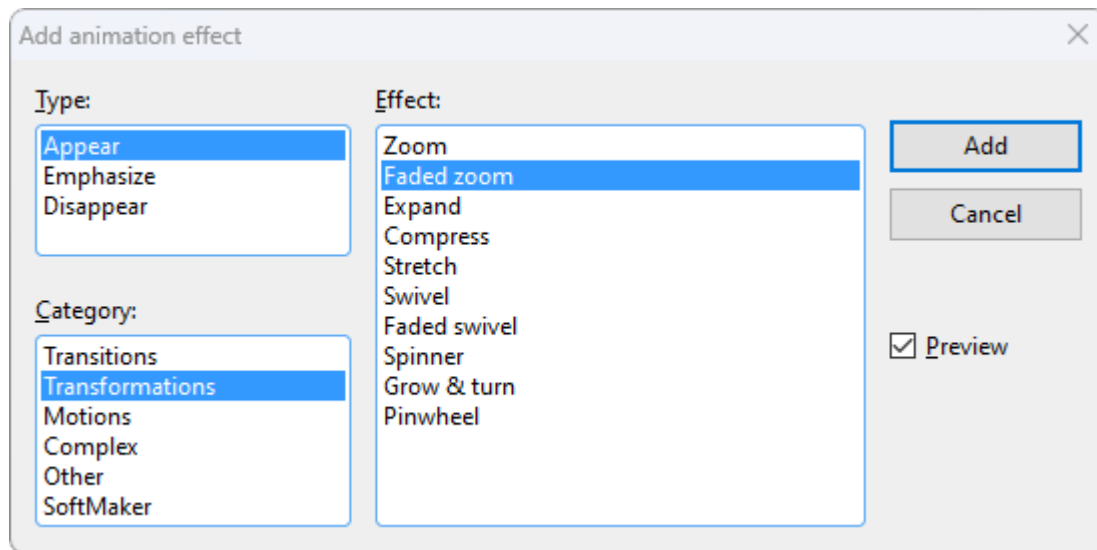 Add animation effect
Type:
Appear
Emphasize
Disappear
Category:
Transitions
Transformations
Motions
Complex
Other
SoftMaker
Effect:
Zoom
Faded zoom
Expand
Compress
Stretch
Swivel
Faded swivel
Spinner
Grow & turn
Pinwheel
Add
Cancel
Preview